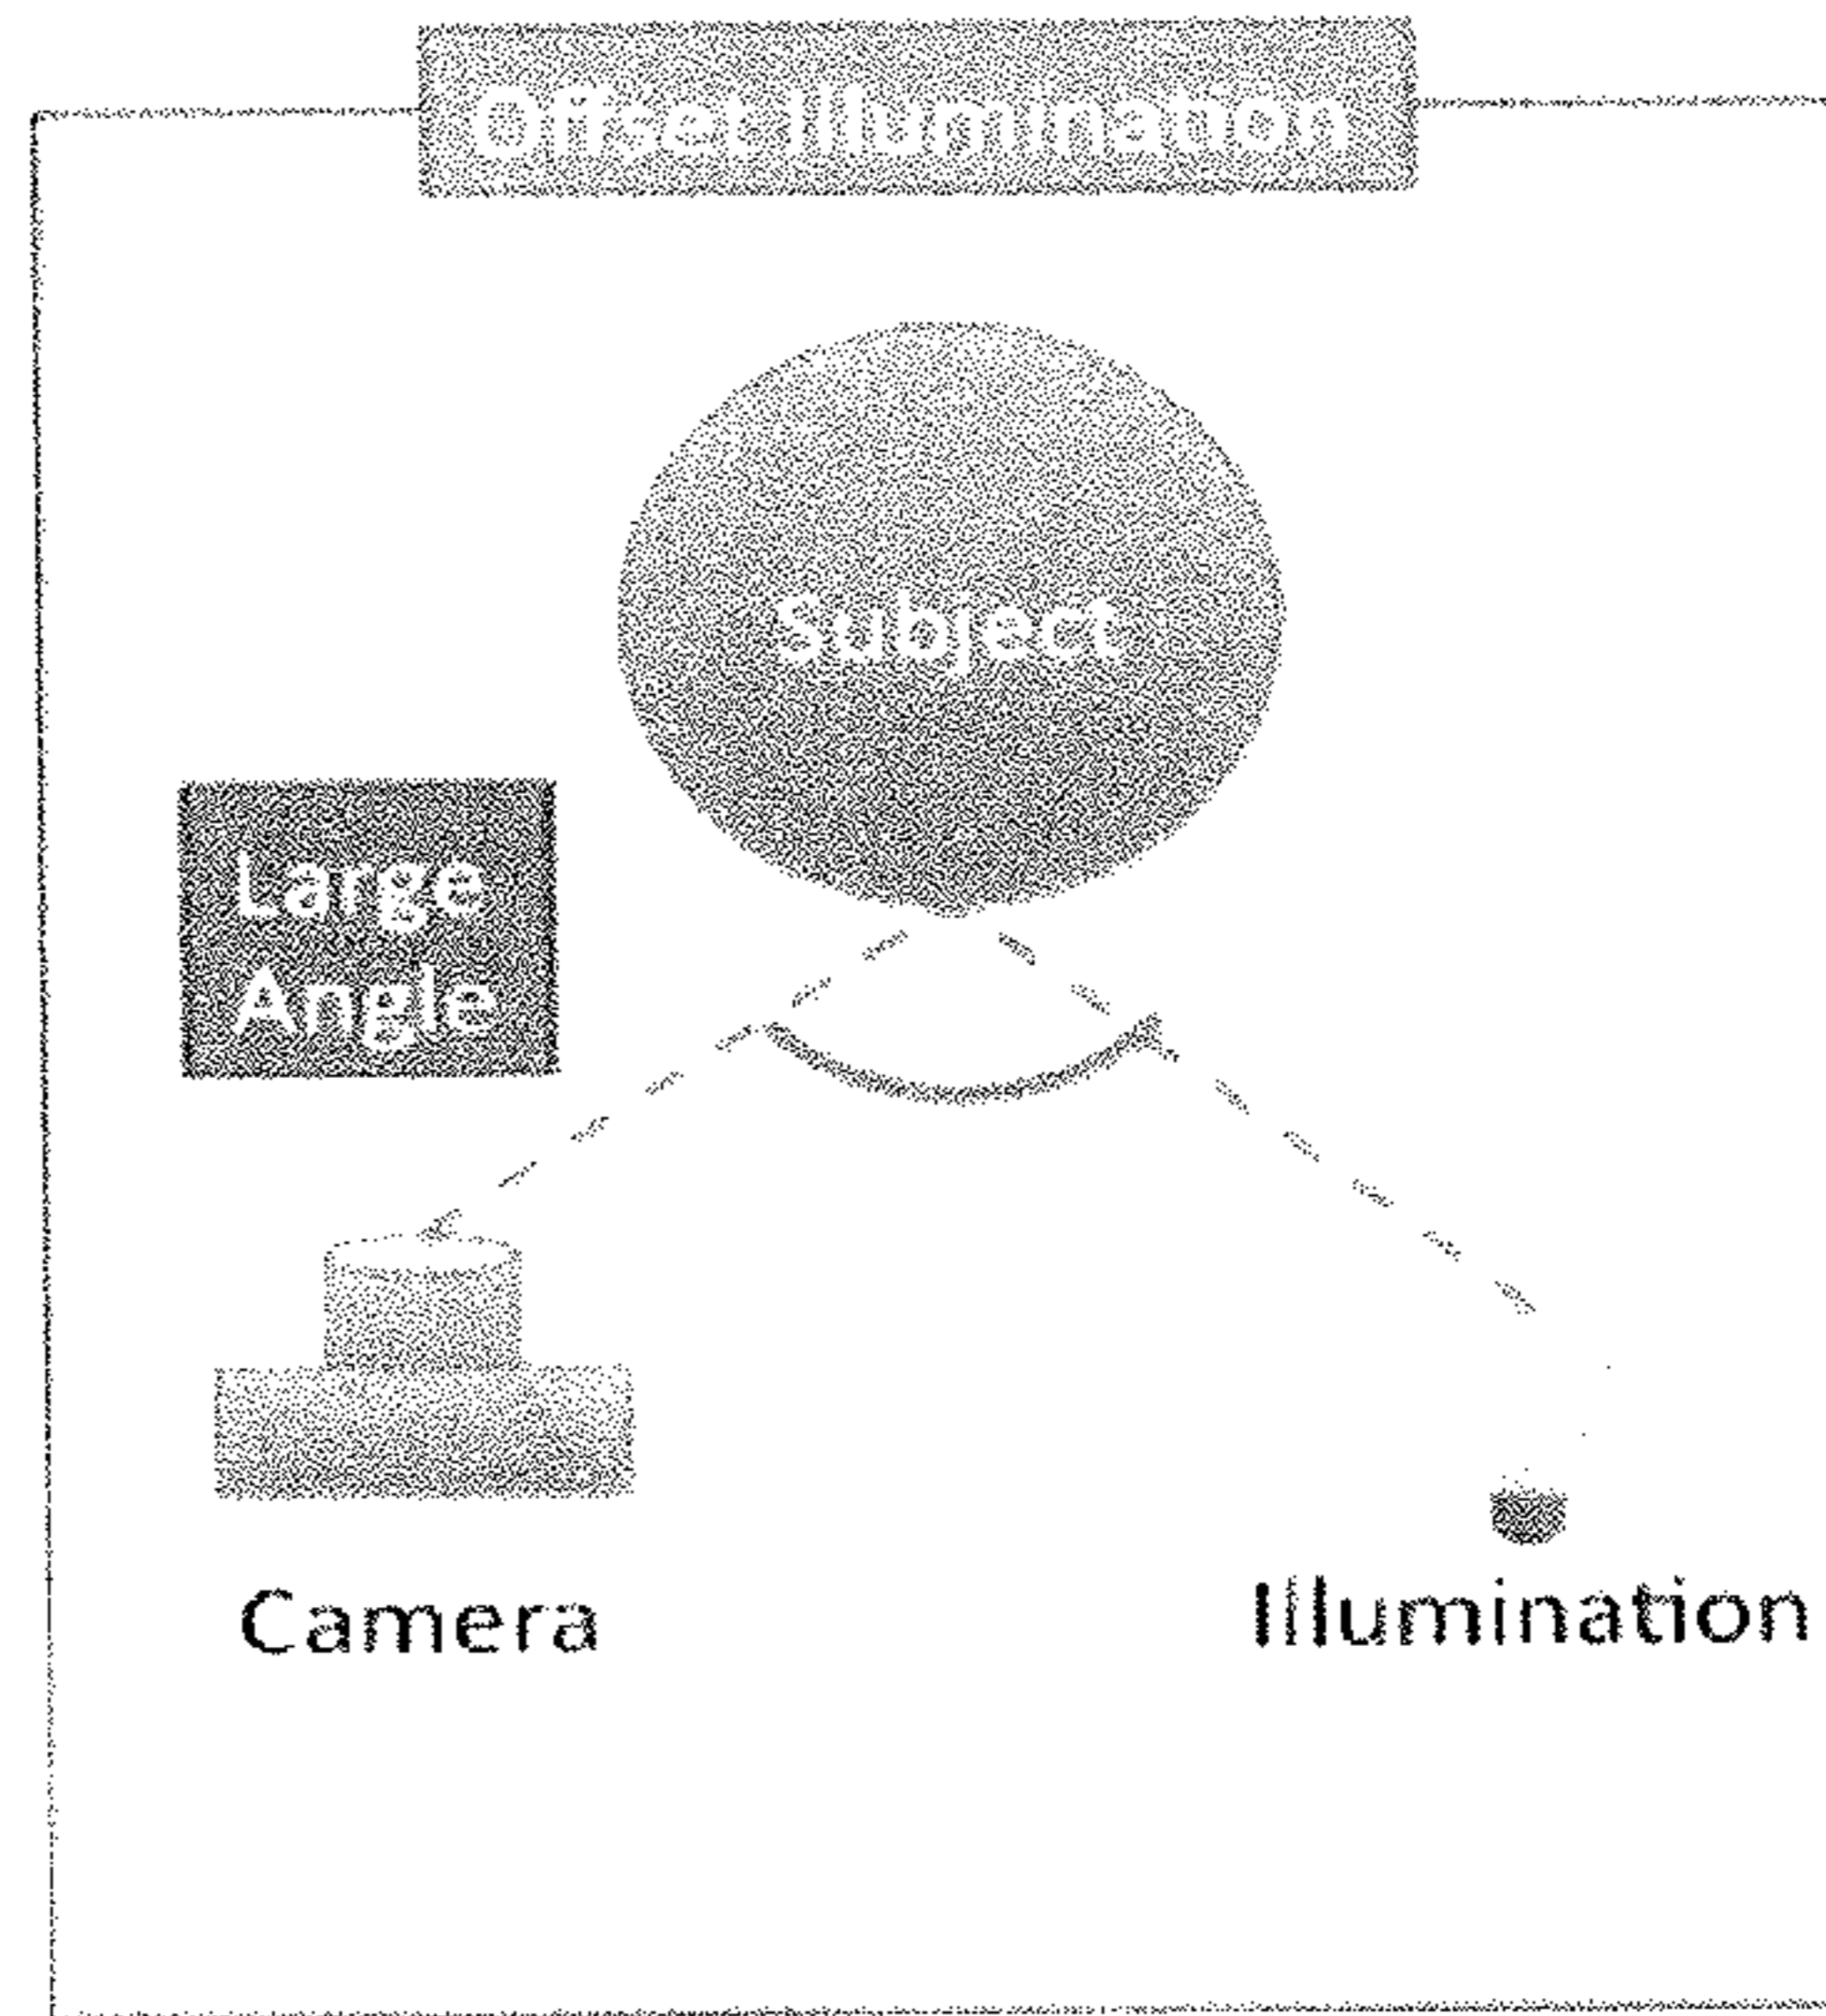 Offset Illumination
Subject
Large
Angle
Camera
Illumination